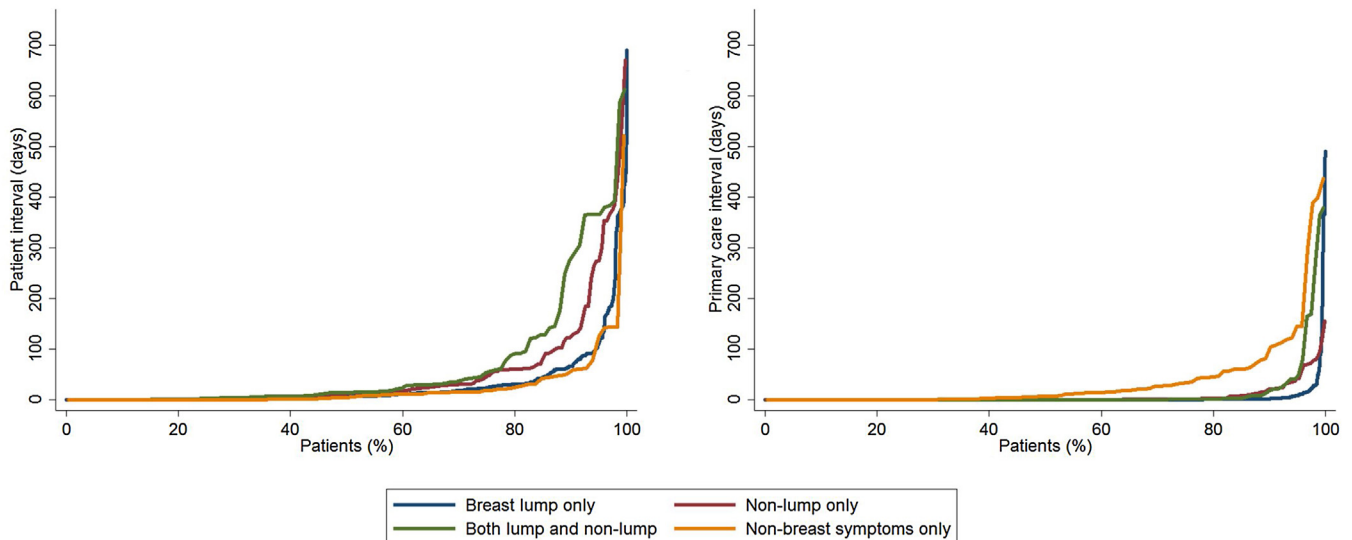 Patient interval (days)
700
600
500
400
300
200
100
0
0 20 40 60 80 100
Patients (%)
Primary care interval (days)
700
600
500
400
300
200
100
0
0 20 40 60 80 100
Patients (%)
Breast lump only Non-lump only
Both lump and non-lump Non-breast symptoms only